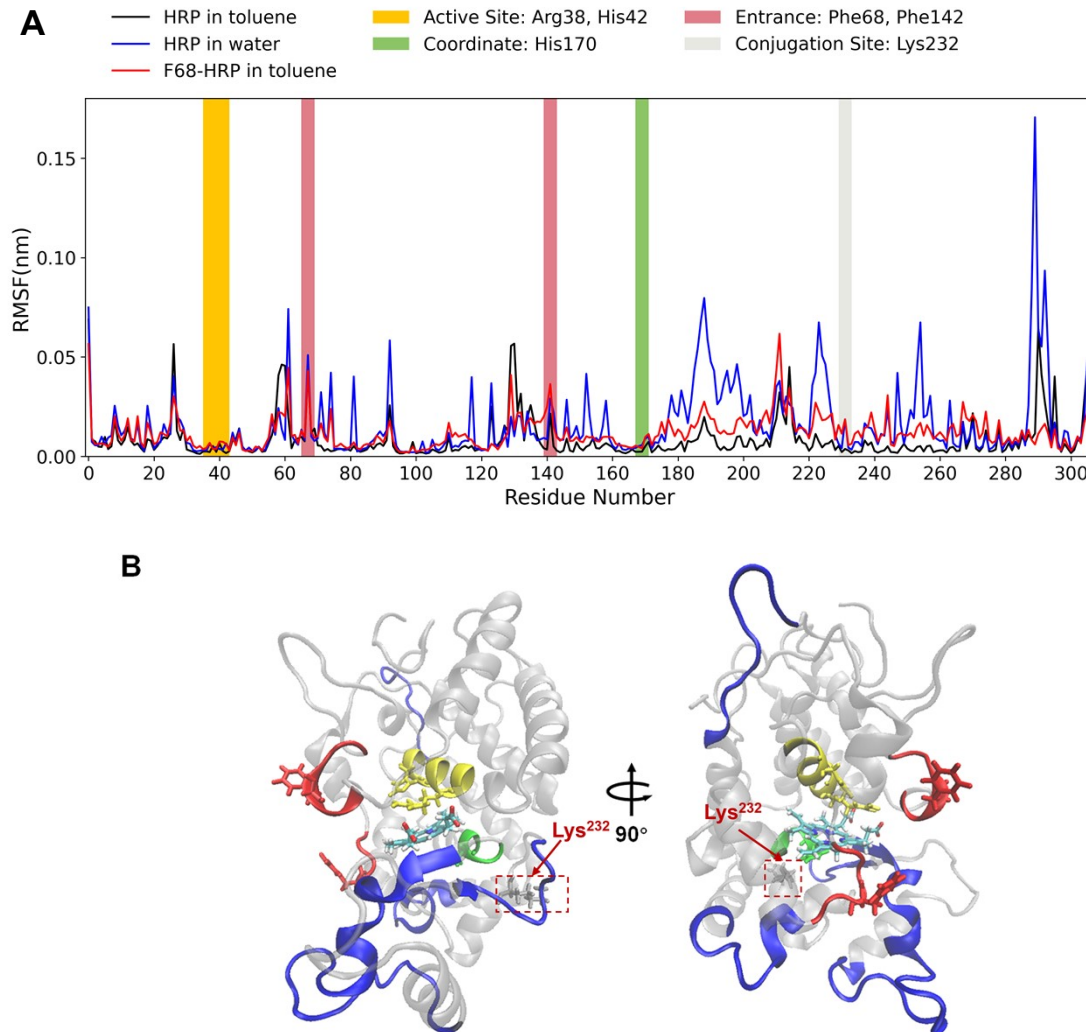 A
HRP in toluene
HRP in water
F68-HRP in toluene
Active Site: Arg38, His42
Coordinate: His170
Entrance: Phe68, Phe142
Conjugation Site: Lys232
0.15
0.10
0.05
0.00
RMSF(nm)
0 20 40 60 80 100 120 140 160 180 200 220 240 260 280 300
Residue Number
B
Lys²³²
90°
Lys²³²